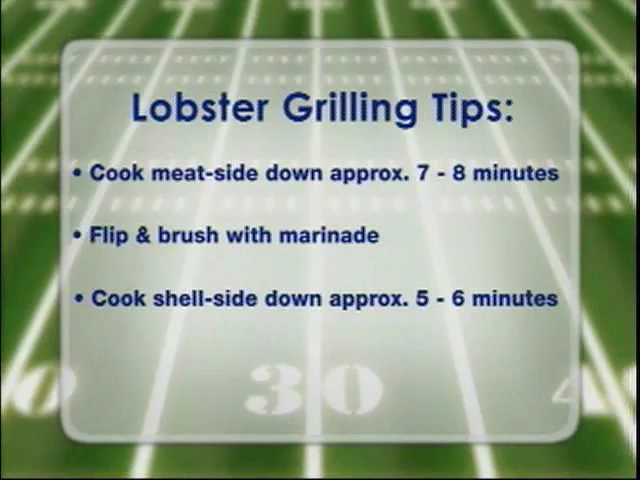 Lobster Grilling Tips:
• Cook meat-side down approx. 7 - 8 minutes
• Flip & brush with marinade
• Cook shell-side down approx. 5 - 6 minutes
30